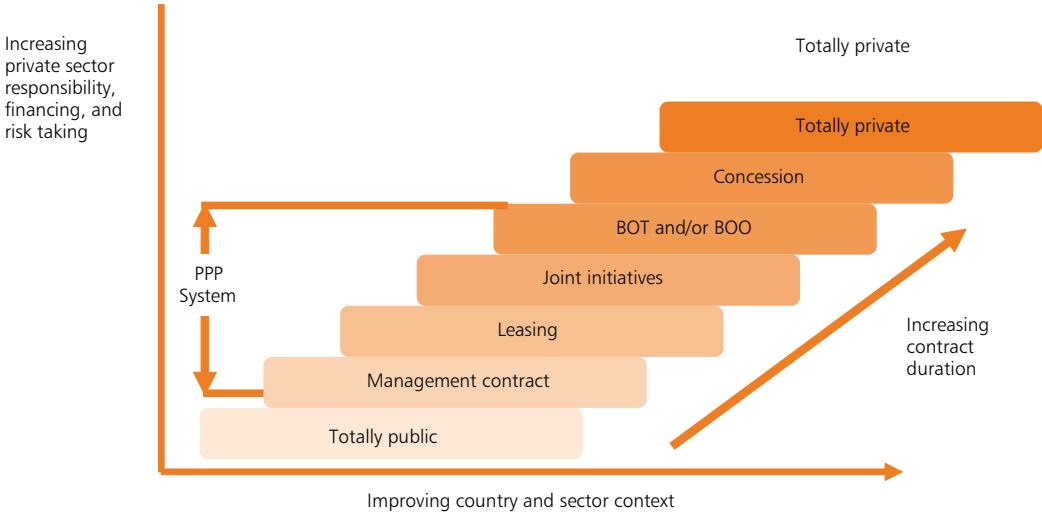 Increasing
private sector
responsibility,
financing, and
risk taking
Totally private
Totally private
Concession
BOT and/or BOO
Joint initiatives
Leasing
Management contract
Totally public
PPP
System
Increasing
contract
duration
Improving country and sector context